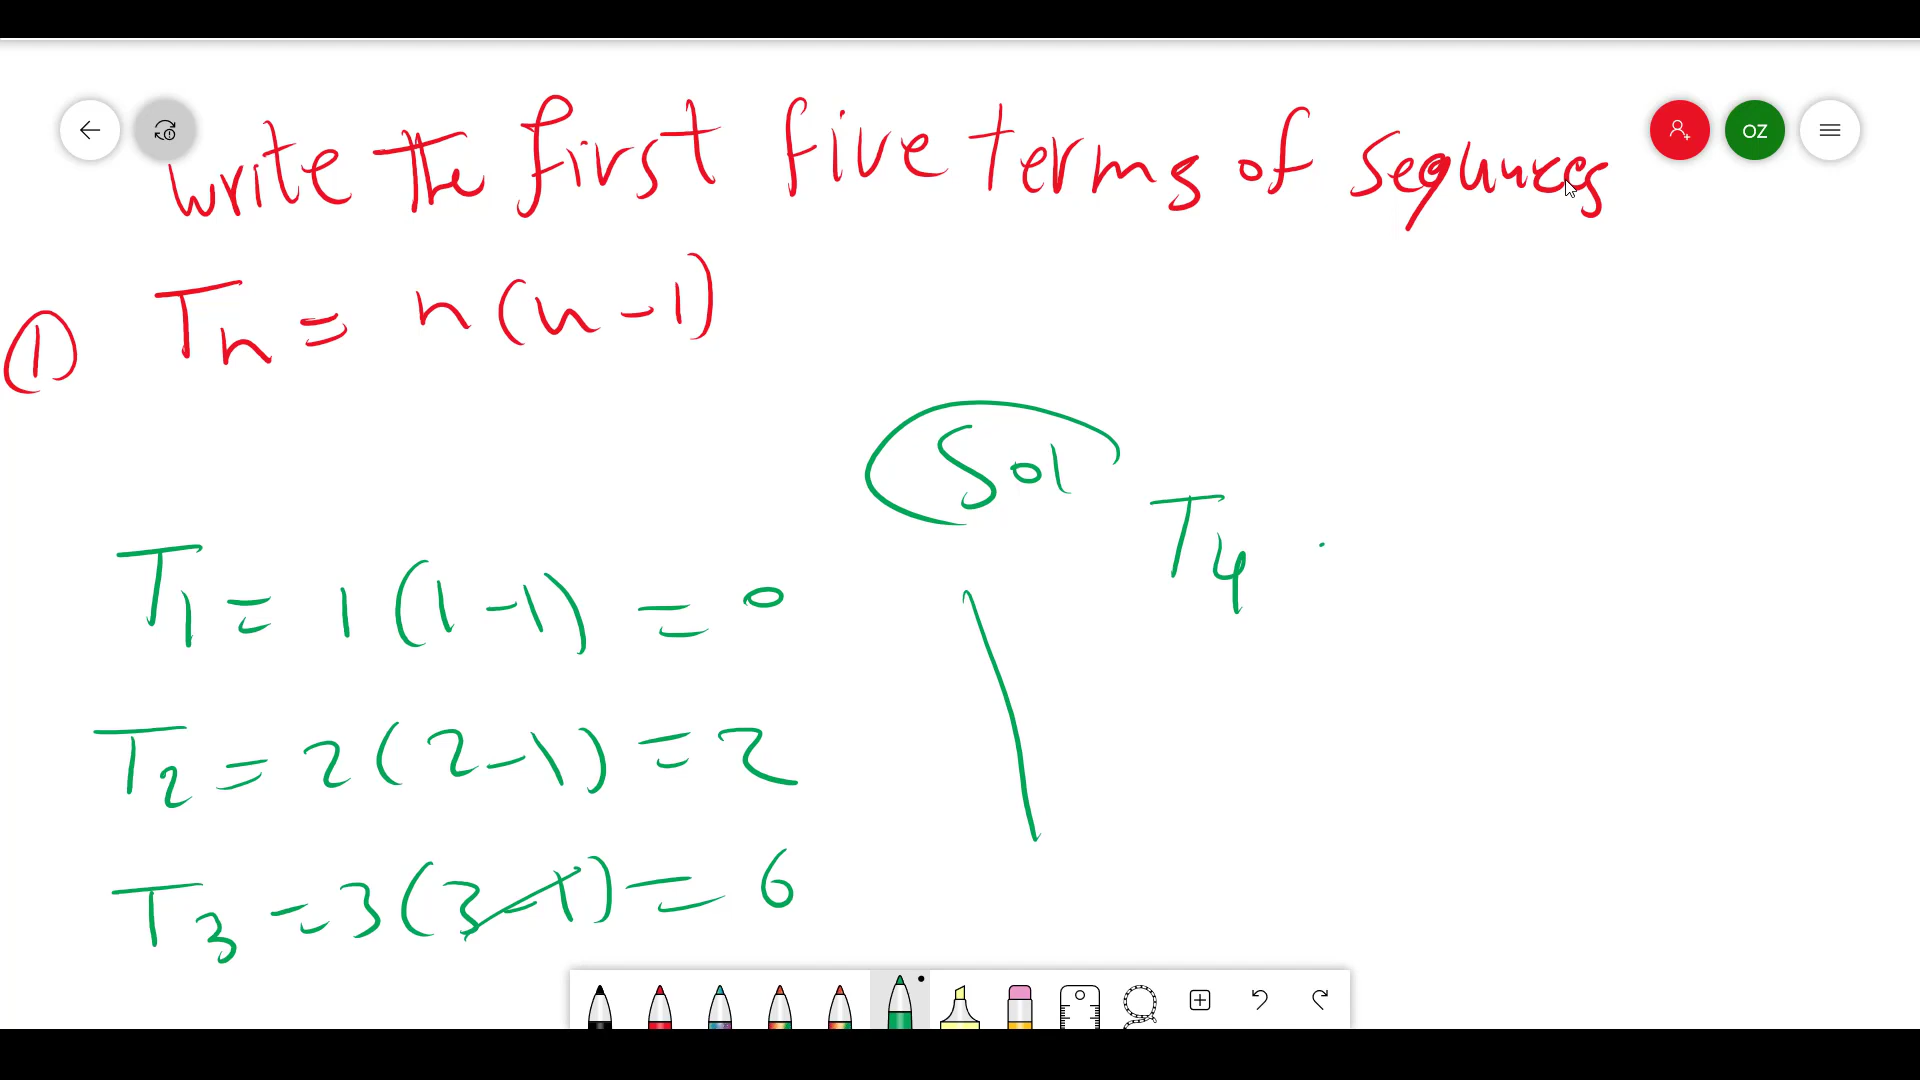 OZ
Write the first five terms of sequences
① Tn = n(n-1)
Sol
T1 = 1(1-1) = 0
T2 = 2(2-1) = 2
T3 = 3(3-1) = 6
T4